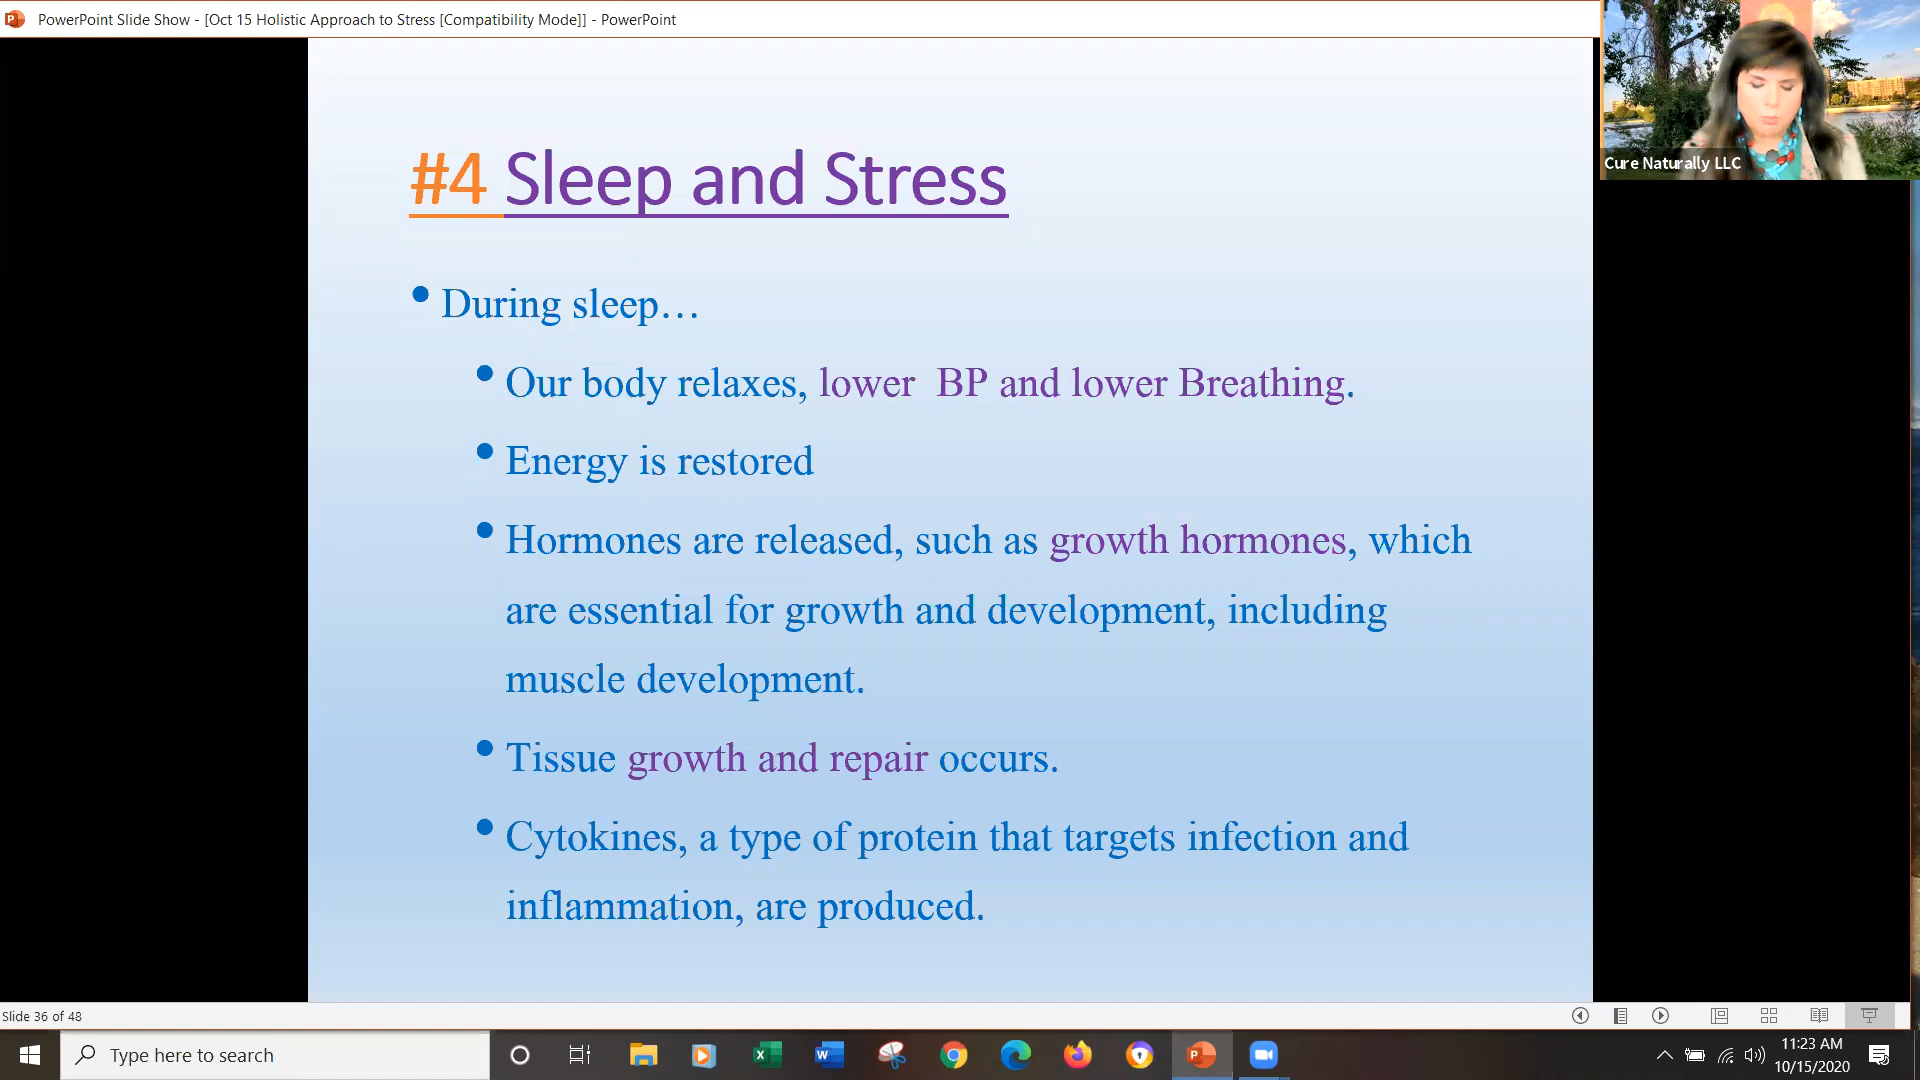 PowerPoint Slide Show - [Oct 15 Holistic Approach to Stress [Compatibility Mode]] - PowerPoint
Cure Naturally LLC
#4 Sleep and Stress
• During sleep…
• Our body relaxes, lower  BP and lower Breathing.
• Energy is restored
• Hormones are released, such as growth hormones, which
are essential for growth and development, including
muscle development.
• Tissue growth and repair occurs.
• Cytokines, a type of protein that targets infection and
inflammation, are produced.
Slide 36 of 48
Type here to search
11:23 AM
10/15/2020